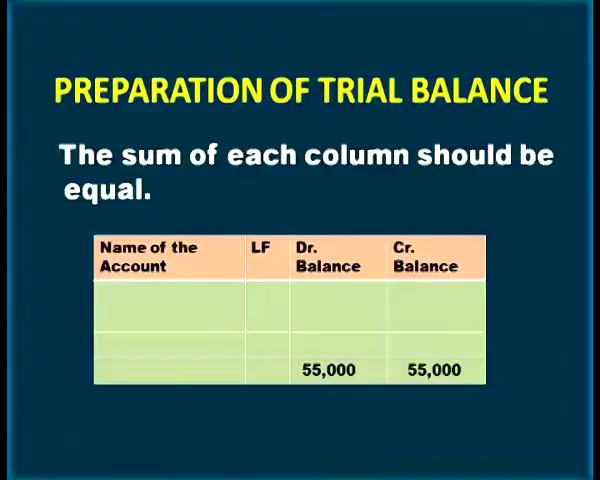 PREPARATION OF TRIAL BALANCE
The sum of each column should be
equal.
Name of the Account LF Dr. Balance Cr. Balance
55,000 55,000